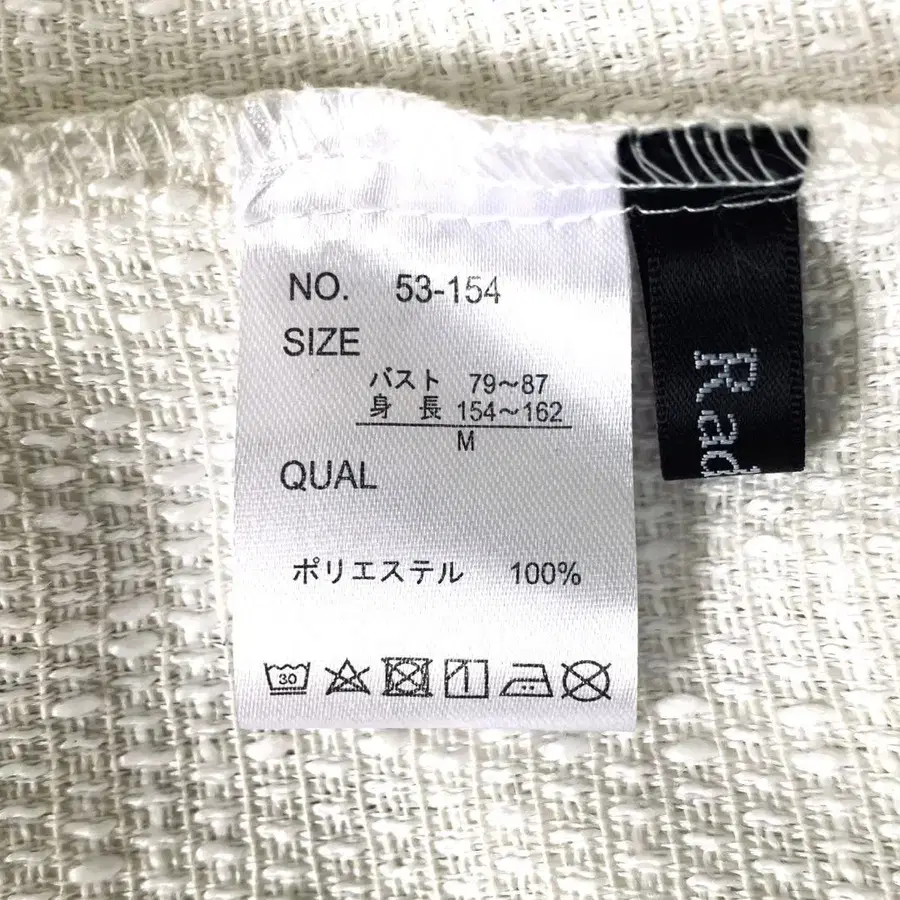 NO. 53-154
SIZE
バスト 79～87
身 長 154～162
M
QUAL
ポリエステル 100%
30
Rad